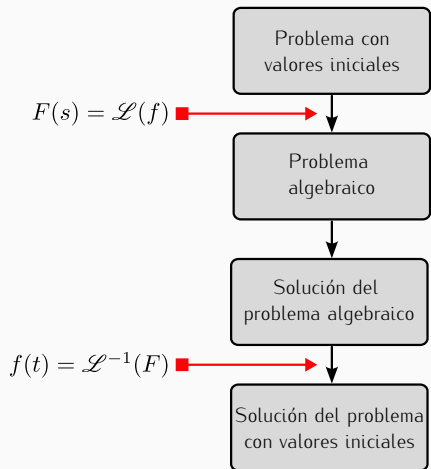 Problema con
valores iniciales
F(s) = ℒ(f)
Problema
algebraico
Solución del
problema algebraico
f(t) = ℒ⁻¹(F)
Solución del problema
con valores iniciales